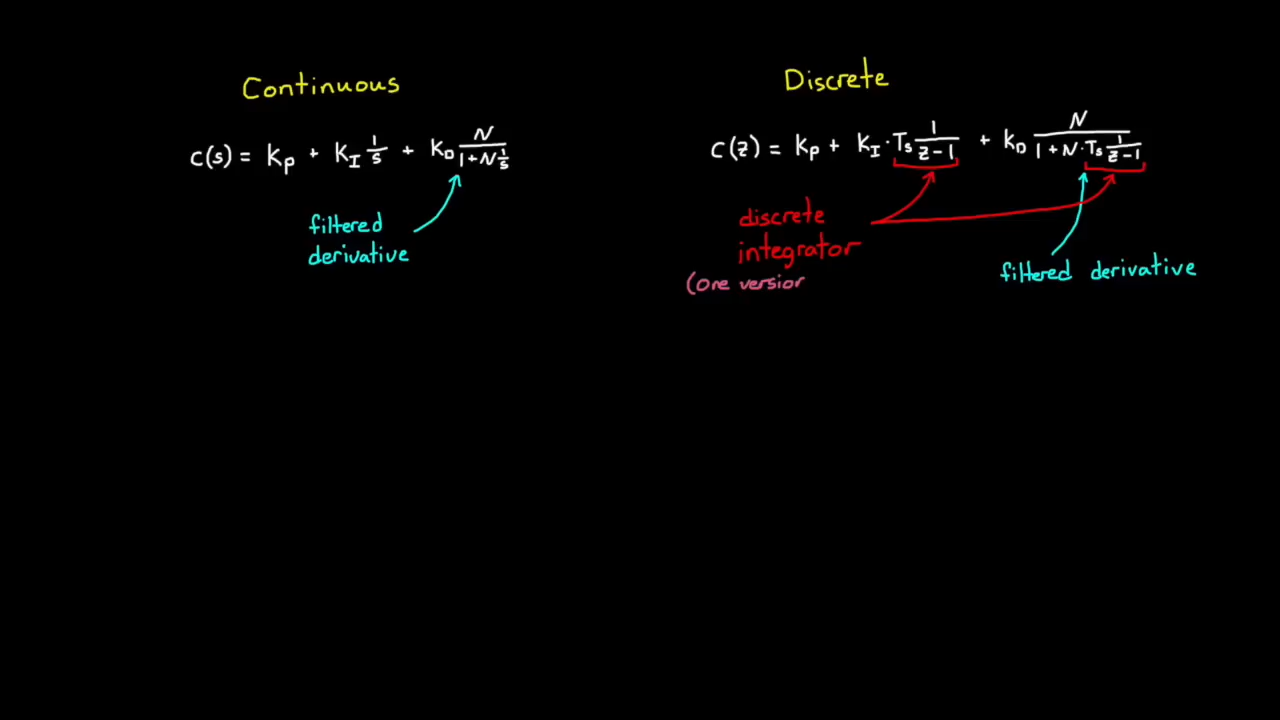 Continuous
C(s) = Kp + KI 1/s + KD N/(1+N 1/s)
filtered
derivative
Discrete
C(z) = Kp + KI · Ts 1/(z-1) + KD N/(1+N·Ts 1/(z-1))
discrete
integrator
(One version
filtered derivative